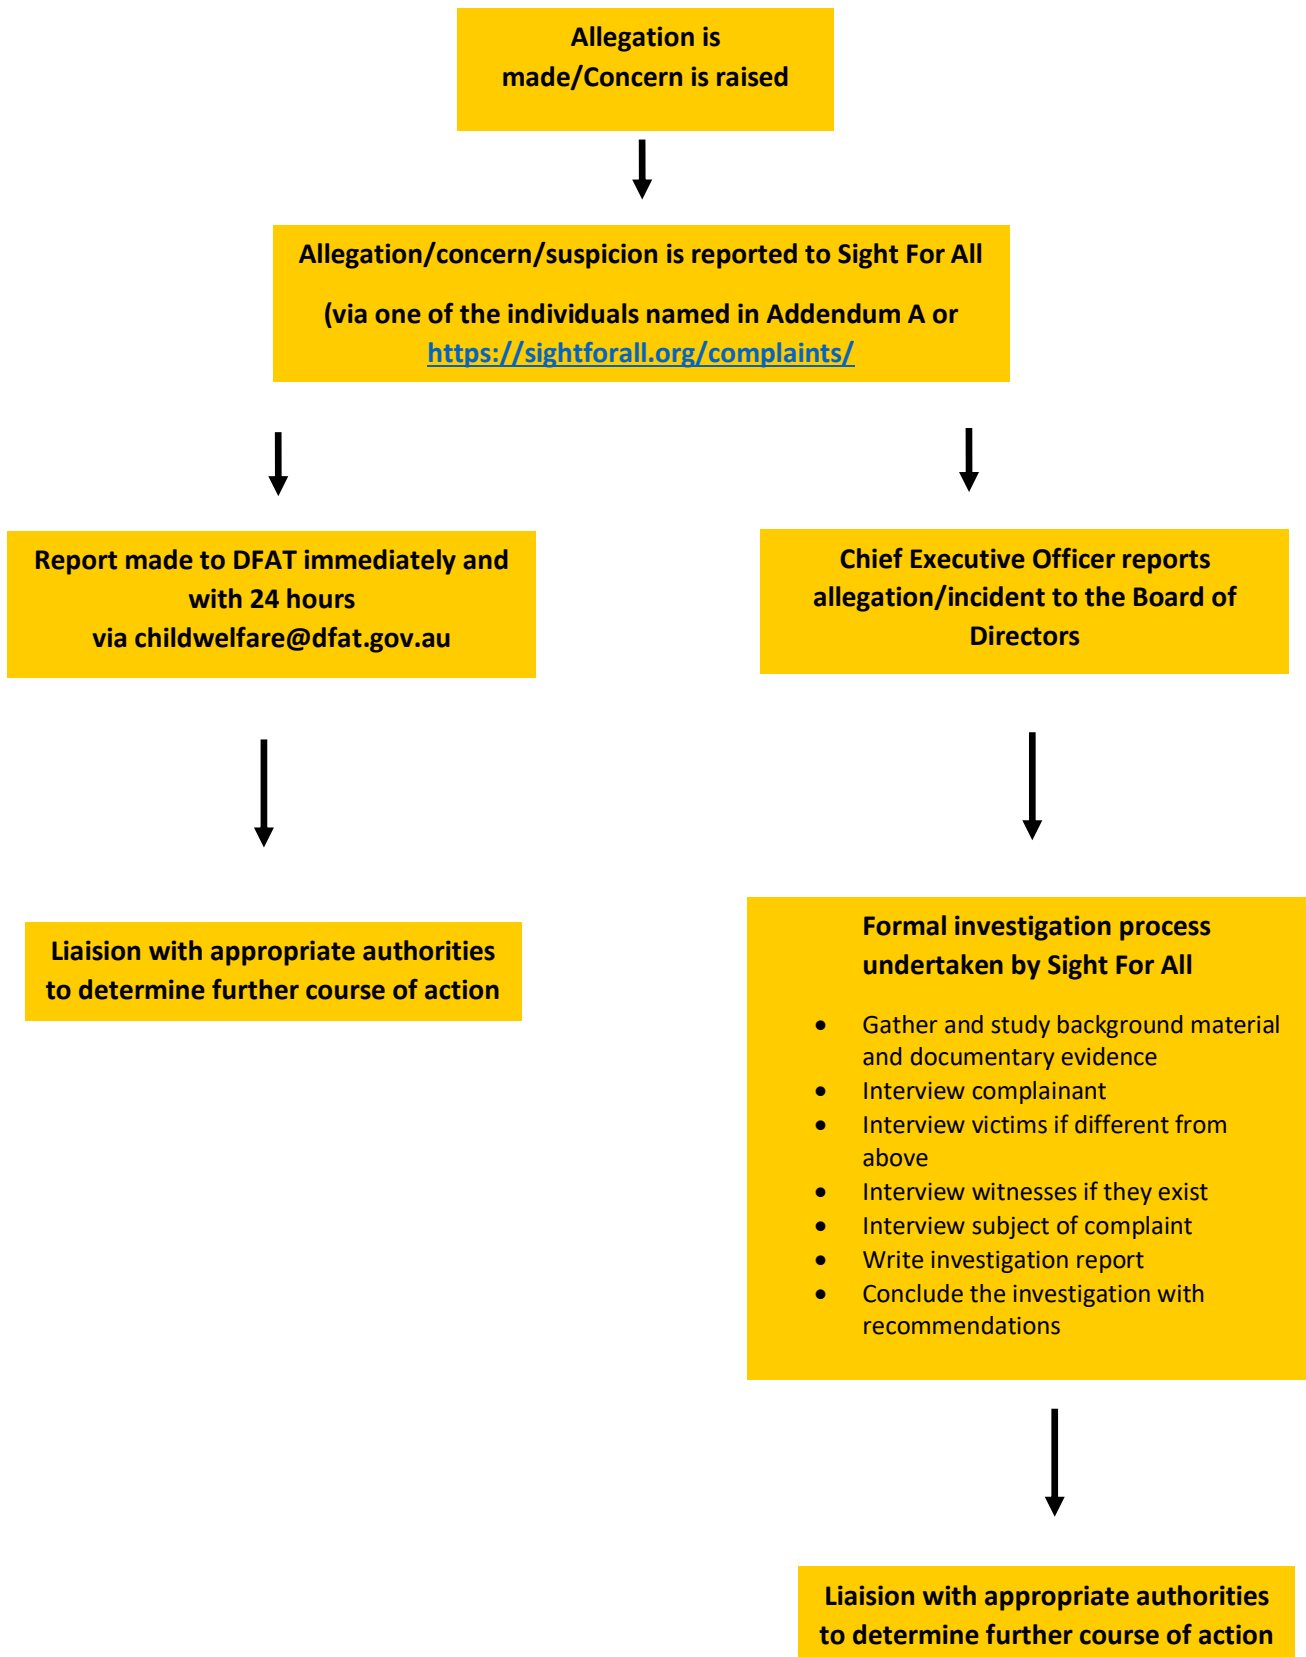 Allegation is
made/Concern is raised
Allegation/concern/suspicion is reported to Sight For All
(via one of the individuals named in Addendum A or
https://sightforall.org/complaints/
Report made to DFAT immediately and
with 24 hours
via childwelfare@dfat.gov.au
Chief Executive Officer reports
allegation/incident to the Board of
Directors
Liaision with appropriate authorities
to determine further course of action
Formal investigation process
undertaken by Sight For All
• Gather and study background material
and documentary evidence
• Interview complainant
• Interview victims if different from
above
• Interview witnesses if they exist
• Interview subject of complaint
• Write investigation report
• Conclude the investigation with
recommendations
Liaision with appropriate authorities
to determine further course of action